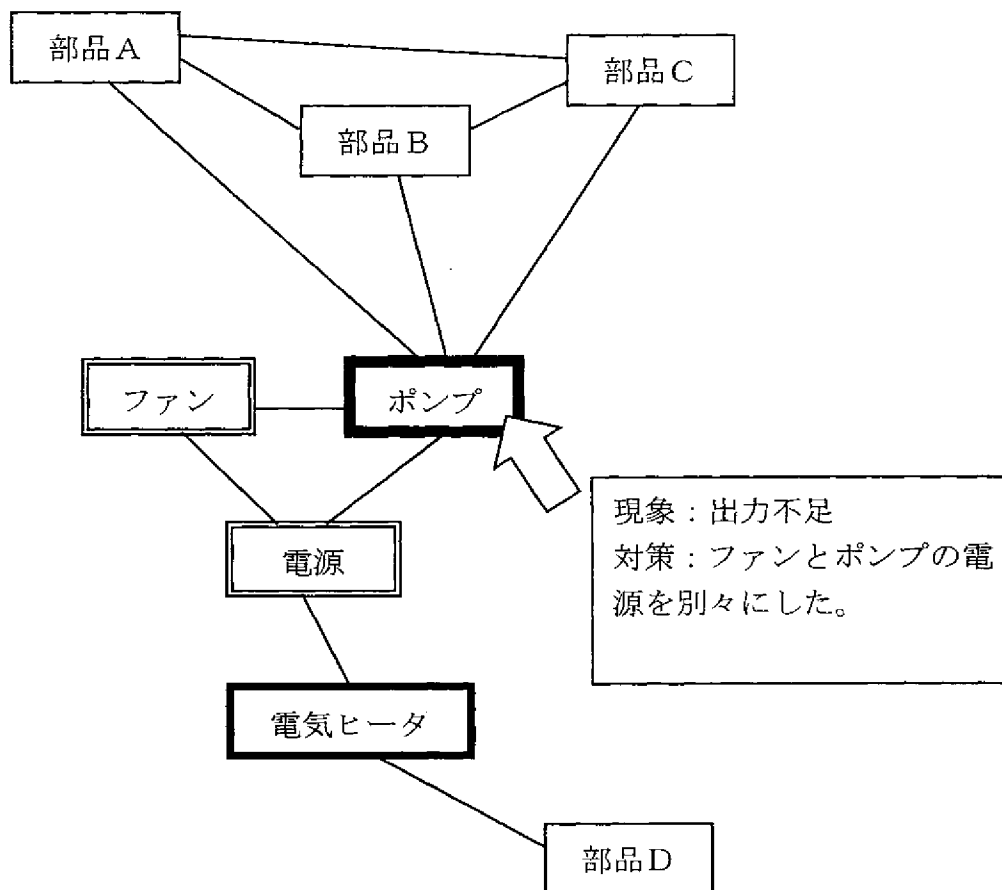 部品A
部品C
部品B
ファン
ポンプ
電源
現象：出力不足
対策：ファンとポンプの電
源を別々にした。
電気ヒータ
部品D